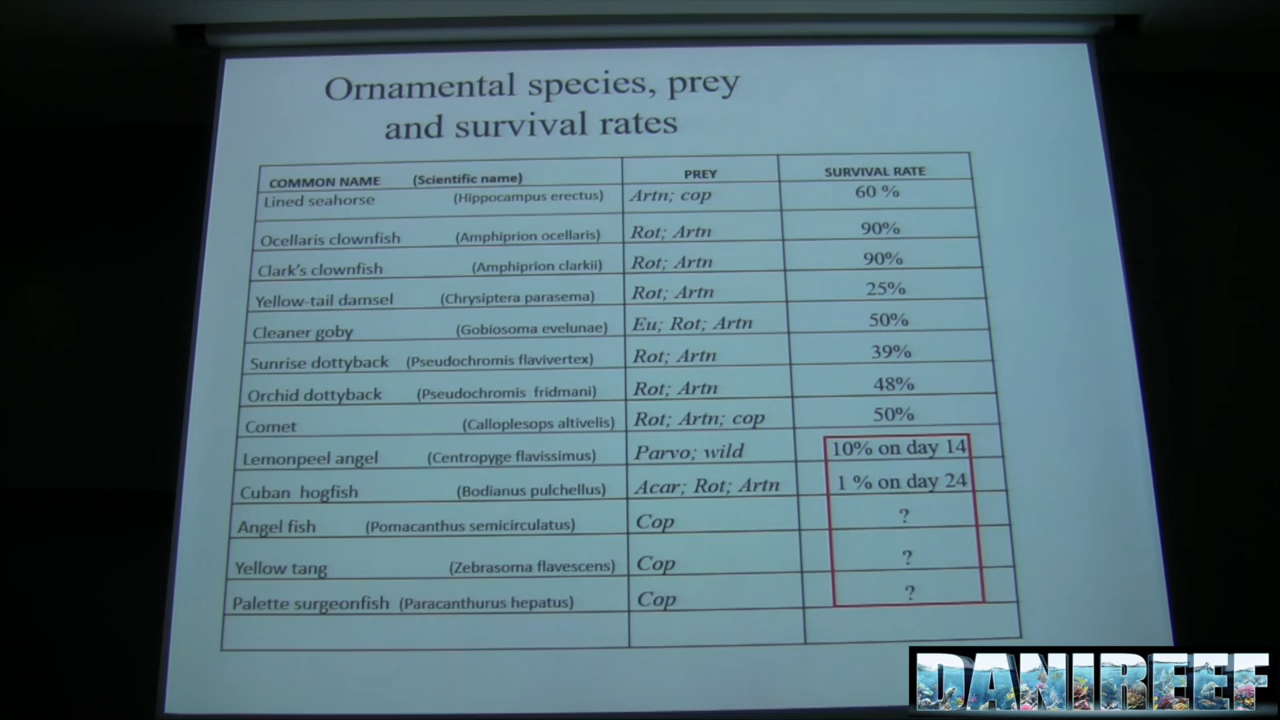 Ornamental species, prey
and survival rates
COMMON NAME (Scientific name) PREY SURVIVAL RATE
Lined seahorse (Hippocampus erectus) Artn; cop 60 %
Ocellaris clownfish (Amphiprion ocellaris) Rot; Artn 90%
Clark's clownfish (Amphiprion clarkii) Rot; Artn 90%
Yellow-tail damsel (Chrysiptera parasema) Rot; Artn 25%
Cleaner goby (Gobiosoma evelunae) Eu; Rot; Artn 50%
Sunrise dottyback (Pseudochromis flavivertex) Rot; Artn 39%
Orchid dottyback (Pseudochromis fridmani) Rot; Artn 48%
Comet (Calloplesops altivelis) Rot; Artn; cop 50%
Lemonpeel angel (Centropyge flavissimus) Parvo; wild 10% on day 14
Cuban hogfish (Bodianus pulchellus) Acar; Rot; Artn 1 % on day 24
Angel fish (Pomacanthus semicirculatus) Cop ?
Yellow tang (Zebrasoma flavescens) Cop ?
Palette surgeonfish (Paracanthurus hepatus) Cop ?
DANIREEF